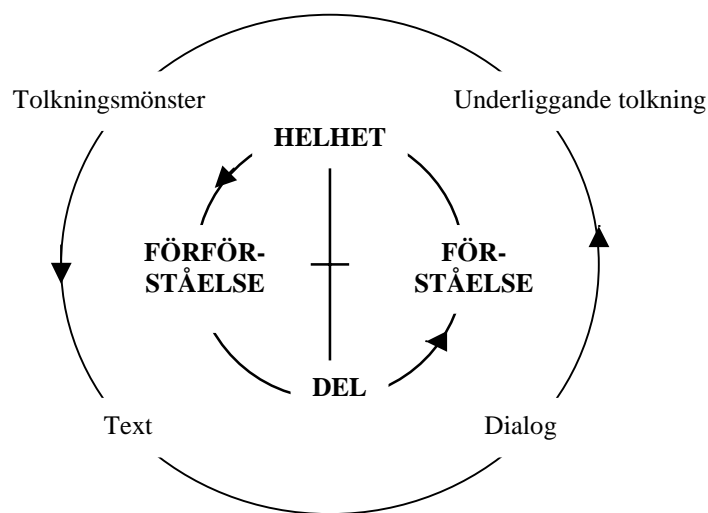 Tolkningsmönster
Underliggande tolkning
HELHET
FÖRFÖR-
STÅELSE
FÖR-
STÅELSE
DEL
Text
Dialog